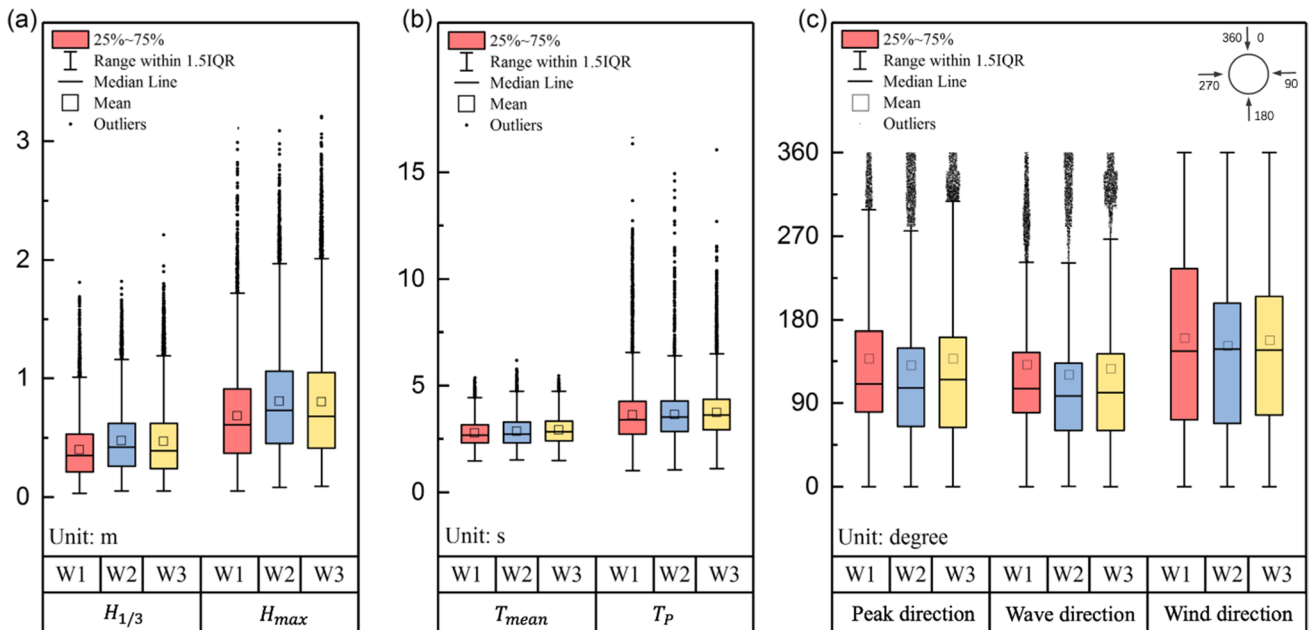 (a)
25%~75%
Range within 1.5IQR
Median Line
Mean
Outliers
3
2
1
0
Unit: m
W1 W2 W3 W1 W2 W3
H1/3 Hmax
(b)
25%~75%
Range within 1.5IQR
Median Line
Mean
Outliers
15
10
5
0
Unit: s
W1 W2 W3 W1 W2 W3
Tmean TP
(c)
25%~75%
Range within 1.5IQR
Median Line
Mean
Outliers
360 0
270 90
180
360
270
180
90
0
Unit: degree
W1 W2 W3 W1 W2 W3 W1 W2 W3
Peak direction Wave direction Wind direction